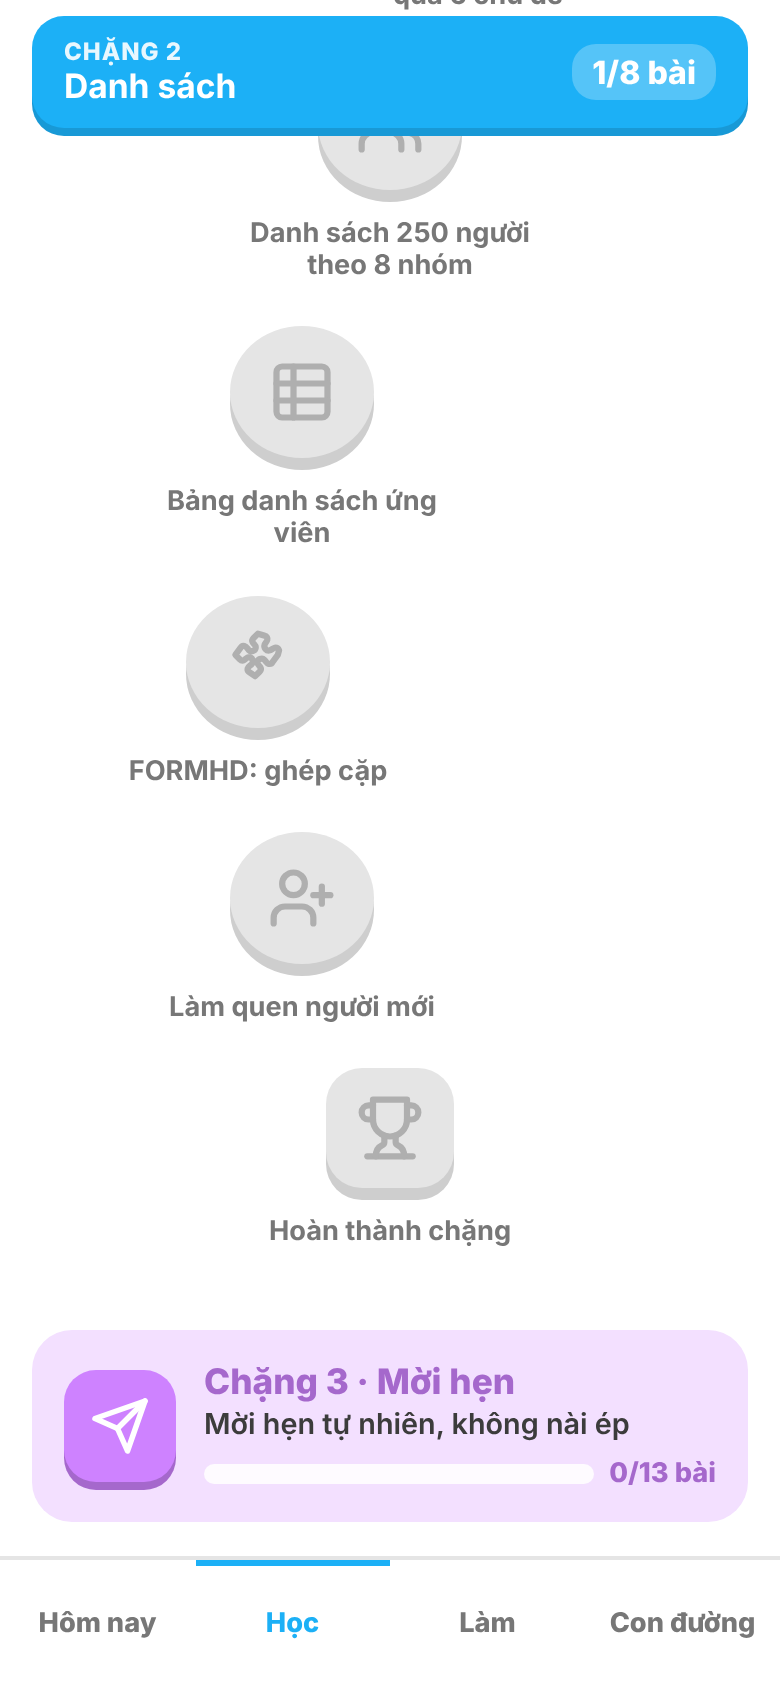 CHẶNG 2
Danh sách
1/8 bài
Danh sách 250 người
theo 8 nhóm
Bảng danh sách ứng
viên
FORMHD: ghép cặp
Làm quen người mới
Hoàn thành chặng
Chặng 3 · Mời hẹn
Mời hẹn tự nhiên, không nài ép
0/13 bài
Hôm nay
Học
Làm
Con đường